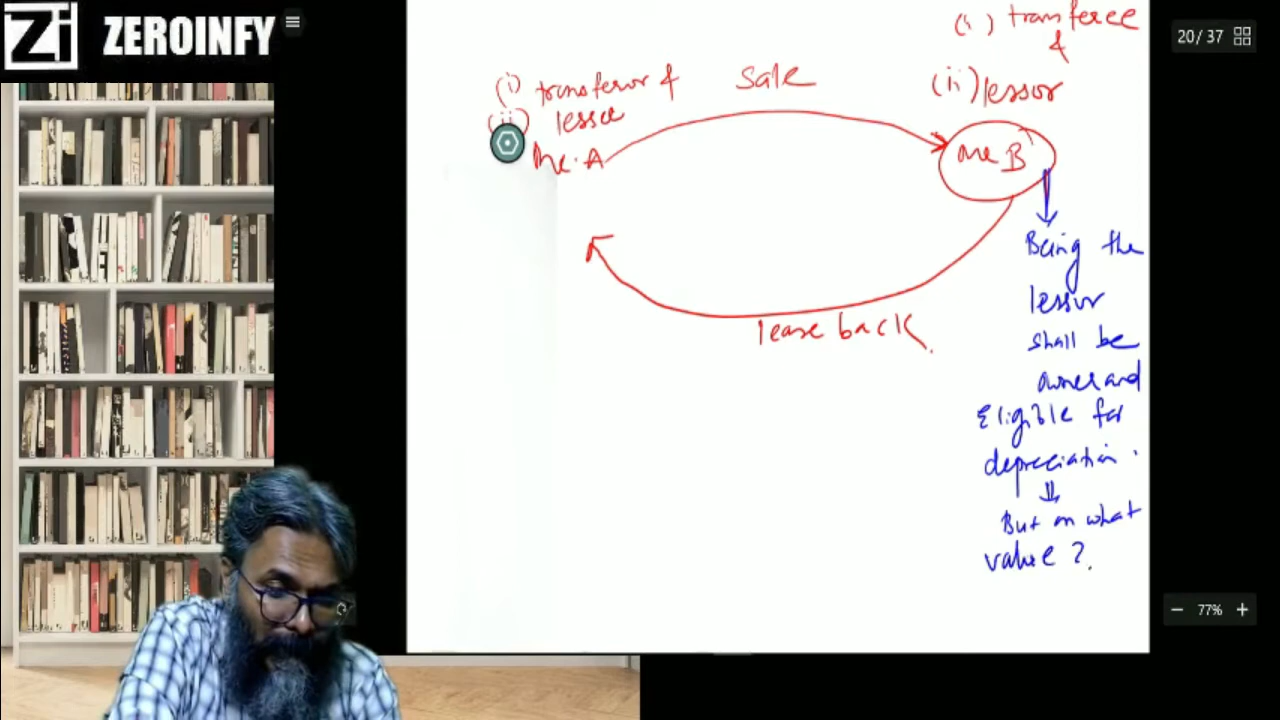 Zi ZEROINFY
20/37
(i) transferee
&
(ii) lessor
(i) transferor &
(ii) lessee
Mr. A
Sale
Mr B
lease back.
Being the
lessor
shall be
owner and
Eligible for
depreciation.
But on what
value?
77%